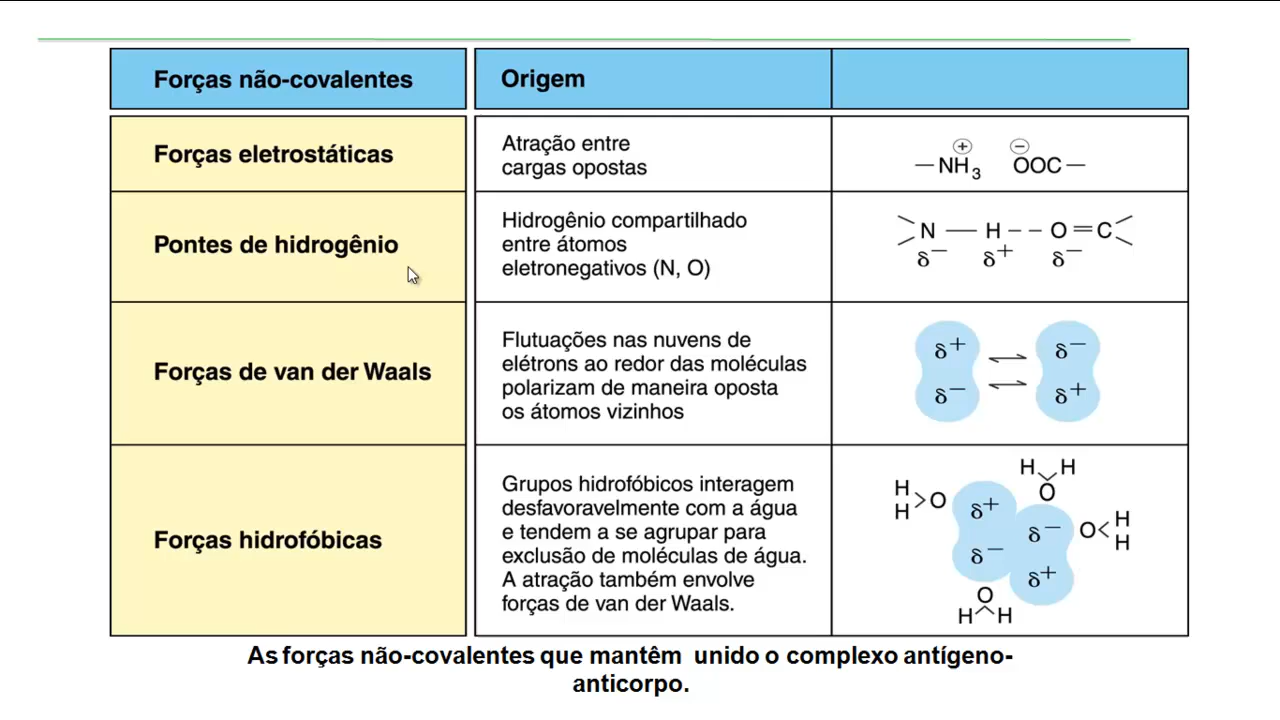 Forças não-covalentes
Origem
Forças eletrostáticas
Atração entre
cargas opostas
— NH3 + − OOC —
Pontes de hidrogênio
Hidrogênio compartilhado
entre átomos
eletronegativos (N, O)
N — H - - O = C
δ− δ+ δ−
Forças de van der Waals
Flutuações nas nuvens de
elétrons ao redor das moléculas
polarizam de maneira oposta
os átomos vizinhos
δ+ δ−
δ− δ+
Forças hidrofóbicas
Grupos hidrofóbicos interagem
desfavoravelmente com a água
e tendem a se agrupar para
exclusão de moléculas de água.
A atração também envolve
forças de van der Waals.
H H
O
H
H
O
δ+
δ−
O
H
H
δ−
δ+
O
H H
As forças não-covalentes que mantêm unido o complexo antígeno-
anticorpo.